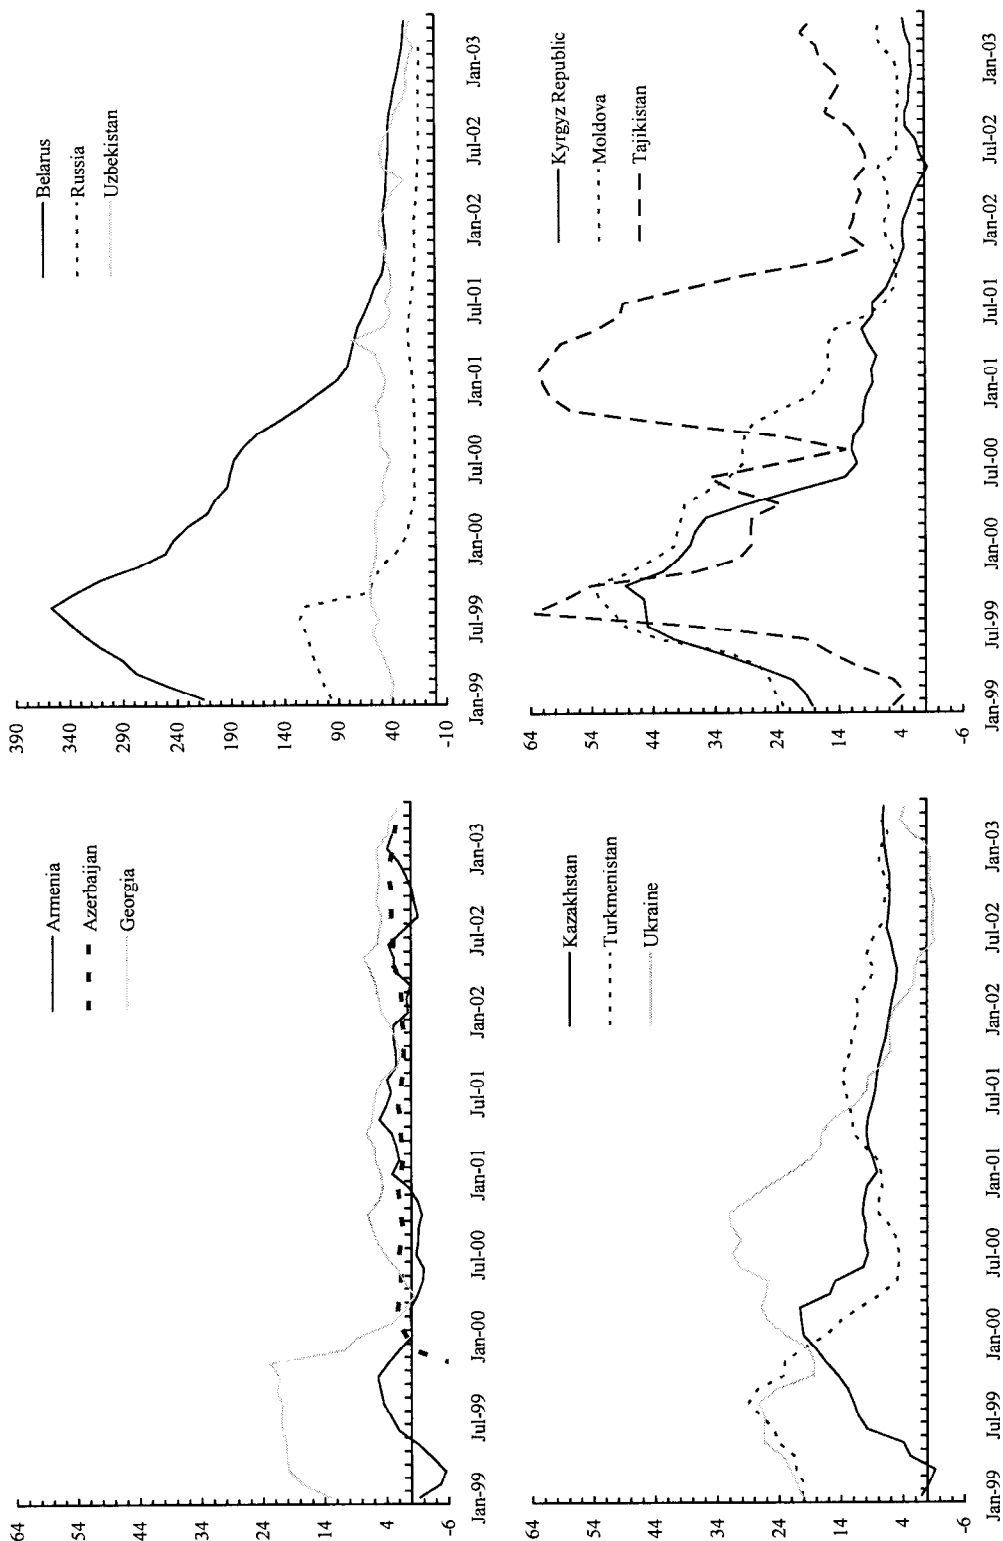 64
54
44
34
24
14
4
-6
Armenia
Azerbaijan
Georgia
Jan-99
Jul-99
Jan-00
Jul-00
Jan-01
Jul-01
Jan-02
Jul-02
Jan-03
390
340
290
240
190
140
90
40
-10
Belarus
Russia
Uzbekistan
Jan-99
Jul-99
Jan-00
Jul-00
Jan-01
Jul-01
Jan-02
Jul-02
Jan-03
64
54
44
34
24
14
4
-6
Kazakhstan
Turkmenistan
Ukraine
Jan-99
Jul-99
Jan-00
Jul-00
Jan-01
Jul-01
Jan-02
Jul-02
Jan-03
64
54
44
34
24
14
4
-6
Kyrgyz Republic
Moldova
Tajikistan
Jan-99
Jul-99
Jan-00
Jul-00
Jan-01
Jul-01
Jan-02
Jul-02
Jan-03